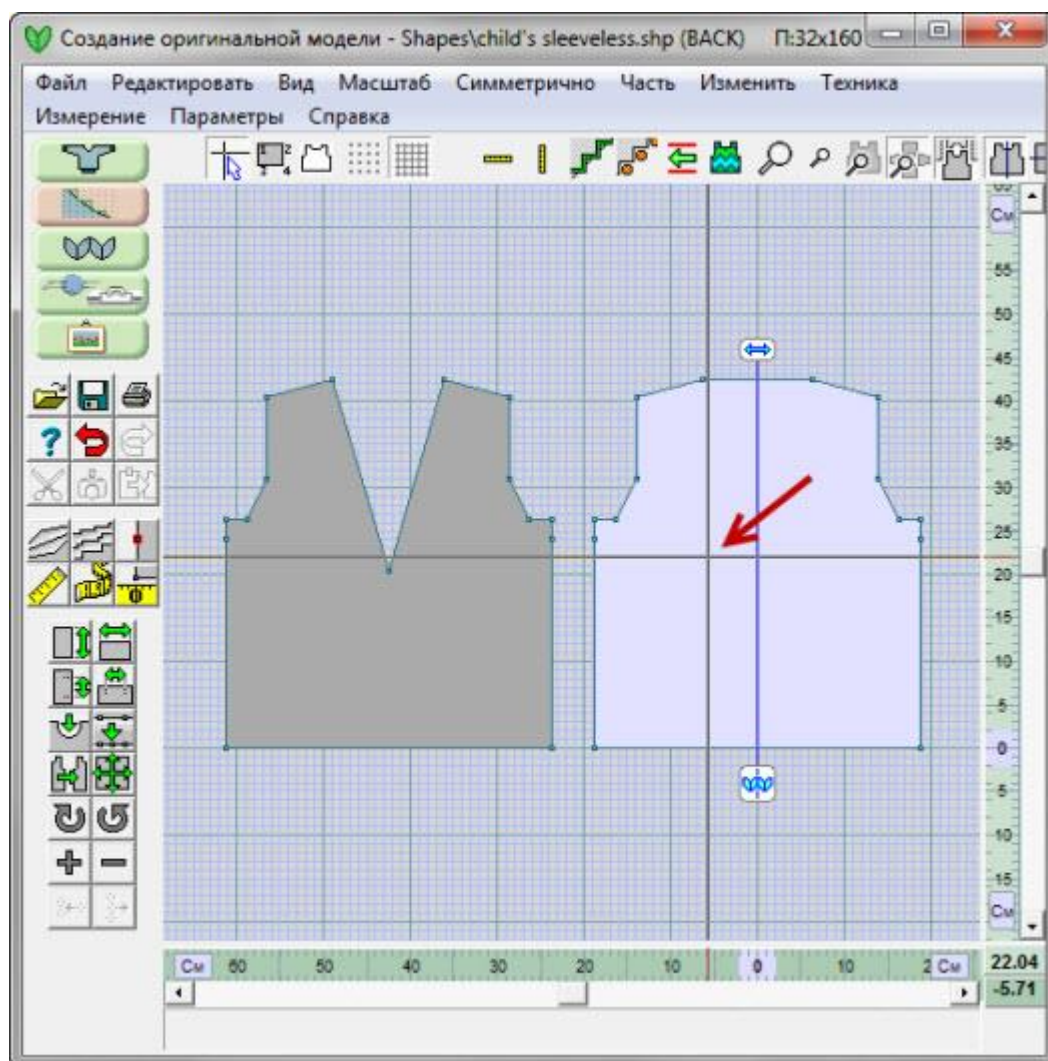 Создание оригинальной модели - Shapes\child's sleeveless.shp (BACK) П:32x160
Файл Редактировать Вид Масштаб Симметрично Часть Изменить Техника
Измерение Параметры Справка
См
55
50
45
40
35
30
25
20
15
10
5
0
5
10
15
См
См 60 50 40 30 20 10 0 10 2 См
22.04
-5.71